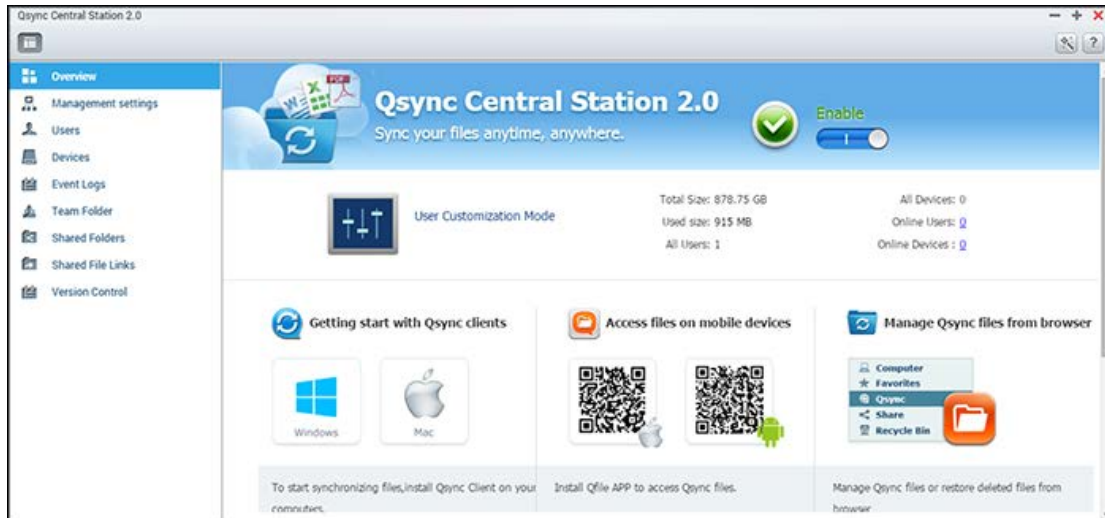 Qsync Central Station 2.0
Overview
Management settings
Users
Devices
Event Logs
Team Folder
Shared Folders
Shared File Links
Version Control
W
X
PDF
Qsync Central Station 2.0
Sync your files anytime, anywhere.
Enable
User Customization Mode
Total Size: 878.75 GB
Used size: 915 MB
All Users: 1
All Devices: 0
Online Users: 0
Online Devices : 0
Getting start with Qsync clients
Windows
Mac
To start synchronizing files,install Qsync Client on your
computers.
Access files on mobile devices
Install Qfile APP to access Qsync files.
Manage Qsync files from browser
Computer
Favorites
Qsync
Share
Recycle Bin
Manage Qsync files or restore deleted files from
browser